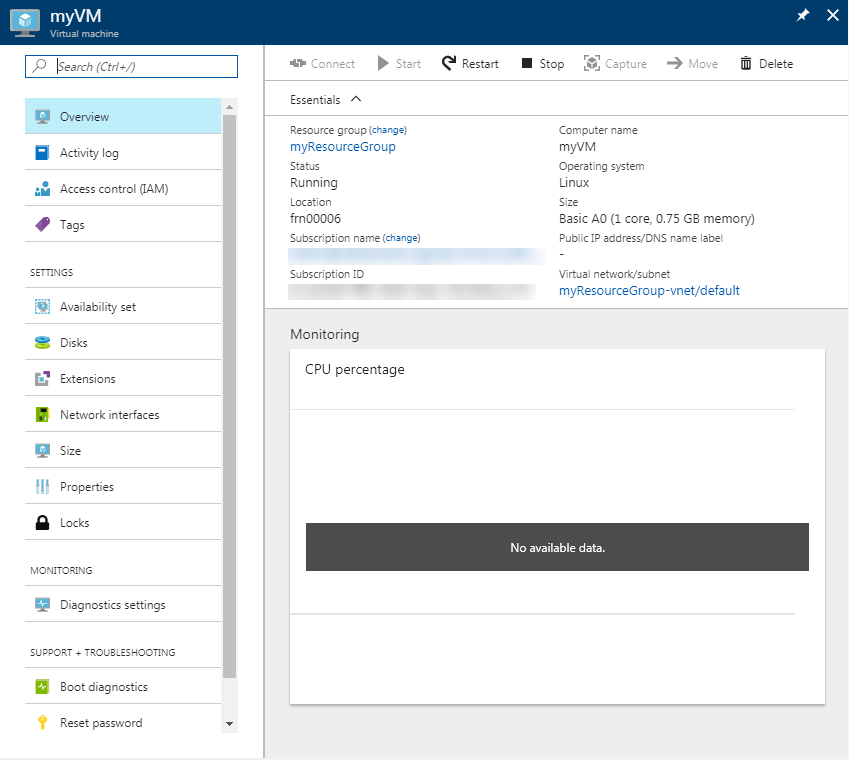 myVM
Virtual machine
Search (Ctrl+/)
Overview
Activity log
Access control (IAM)
Tags
SETTINGS
Availability set
Disks
Extensions
Network interfaces
Size
Properties
Locks
MONITORING
Diagnostics settings
SUPPORT + TROUBLESHOOTING
Boot diagnostics
Reset password
Connect Start Restart Stop Capture Move Delete
Essentials
Resource group (change)
myResourceGroup
Status
Running
Location
frn00006
Subscription name (change)
Subscription ID
Computer name
myVM
Operating system
Linux
Size
Basic A0 (1 core, 0.75 GB memory)
Public IP address/DNS name label
-
Virtual network/subnet
myResourceGroup-vnet/default
Monitoring
CPU percentage
No available data.